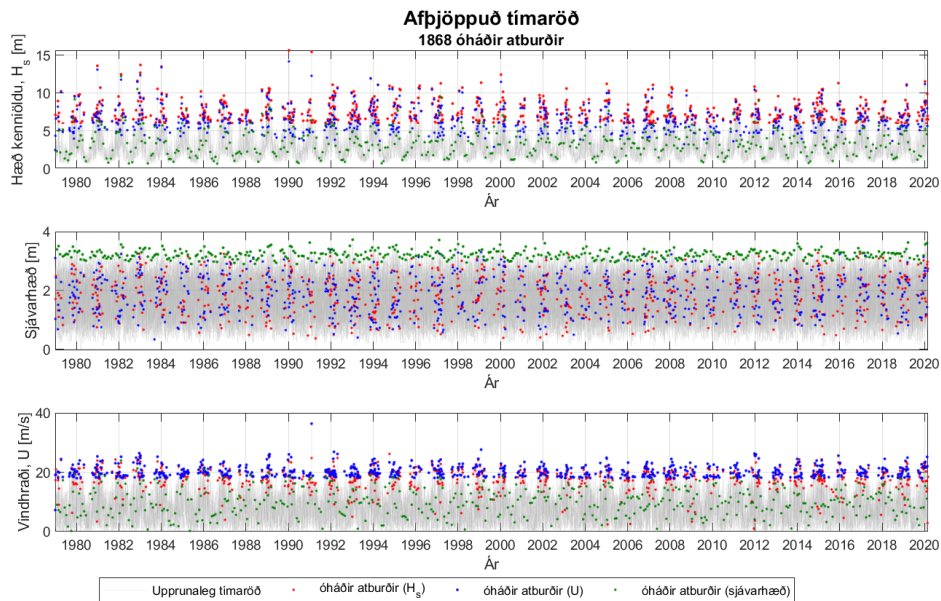 Afþjöppuð tímaröð
1868 óháðir atburðir
Hæð kenniöldu, H_s [m]
15
10
5
0
1980 1982 1984 1986 1988 1990 1992 1994 1996 1998 2000 2002 2004 2006 2008 2010 2012 2014 2016 2018 2020
Ár
Sjávarhæð [m]
4
2
0
1980 1982 1984 1986 1988 1990 1992 1994 1996 1998 2000 2002 2004 2006 2008 2010 2012 2014 2016 2018 2020
Ár
Vindhraði, U [m/s]
40
20
0
1980 1982 1984 1986 1988 1990 1992 1994 1996 1998 2000 2002 2004 2006 2008 2010 2012 2014 2016 2018 2020
Ár
Upprunaleg tímaröð óháðir atburðir (H_s) óháðir atburðir (U) óháðir atburðir (sjávarhæð)